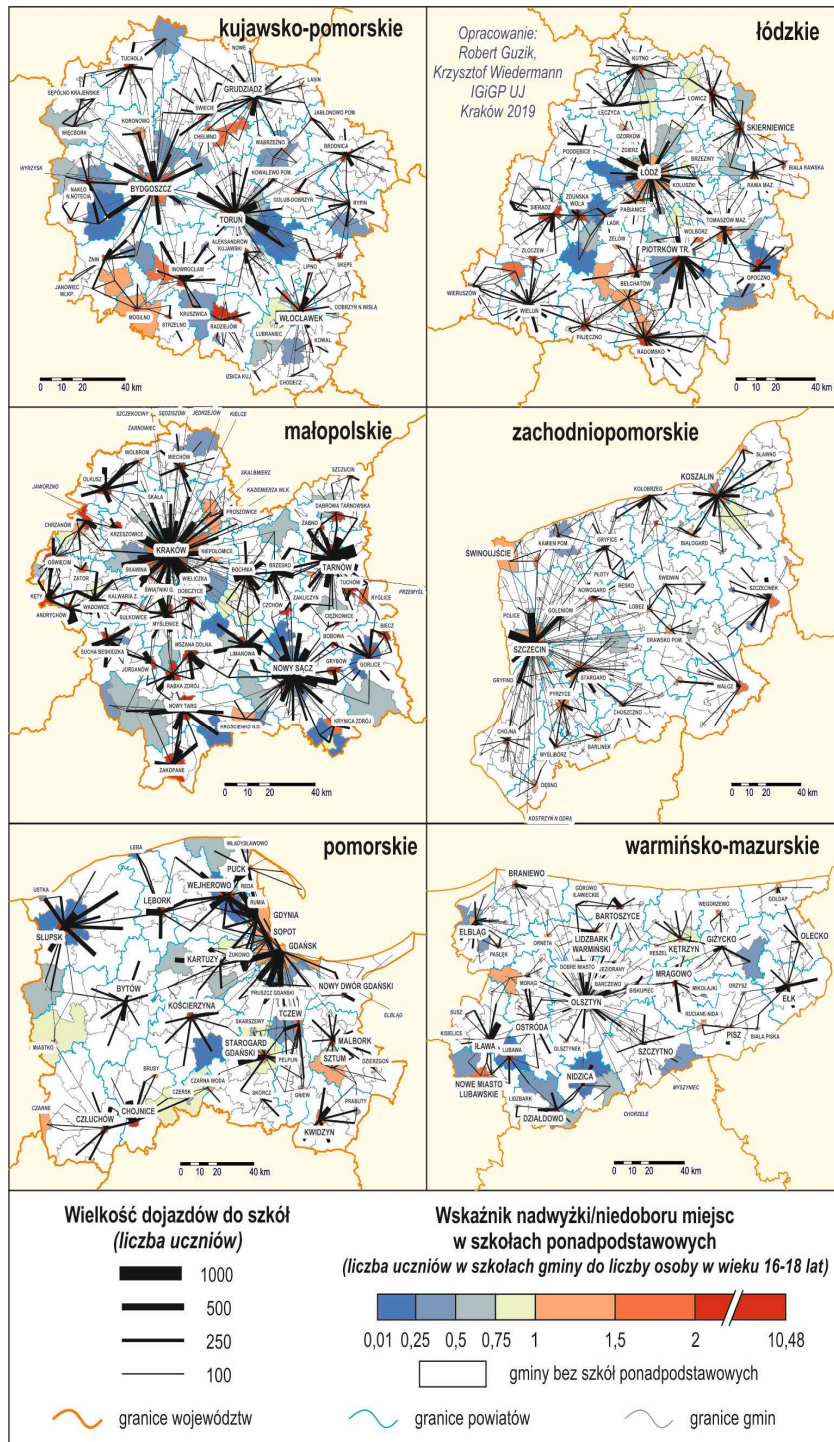 kujawsko-pomorskie
NOWE
TUCHOLA
ŁASIN
GRUDZIĄDZ
SĘPÓLNO KRAJEŃSKIE
ŚWIECIE
JABŁONOWO POM.
KORONOWO
CHEŁMNO
WIĘCBORK
WĄBRZEŹNO
BRODNICA
WYRZYSK
KOWALEWO POM.
BYDGOSZCZ
NAKŁO
N.NOTECIĄ
GOLUB-DOBRZYŃ
RYPIN
TORUŃ
ALEKSANDRÓW
KUJAWSKI
ŻNIN
LIPNO
SKĘPE
INOWROCŁAW
JANOWIEC
WLKP.
DOBRZYŃ N.WISŁĄ
KRUSZWICA
WŁOCŁAWEK
MOGILNO
RADZIEJÓW
STRZELNO
LUBRANIEC
KOWAL
IZBICA KUJ.
CHODECZ
0 20 40 km
Opracowanie:
Robert Guzik,
Krzysztof Wiedermann
IGiGP UJ
Kraków 2019
łódzkie
KUTNO
ŁOWICZ
ŁĘCZYCA
SKIERNIEWICE
OZORKÓW
ZGIERZ
PODDĘBICE
BRZEZINY
BIAŁA RAWSKA
ŁÓDŹ
RAWA MAZ.
KOLUSZKI
SIERADZ
ZDUŃSKA
WOLA
PABIANICE
ŁASK
TOMASZÓW MAZ.
WOLBÓRZ
ZŁOCZEW
ZELÓW
PIOTRKÓW TR.
OPOCZNO
BEŁCHATÓW
WIERUSZÓW
WIELUŃ
PAJĘCZNO
RADOMSKO
0 20 40 km
małopolskie
SZCZEKOCINY
SĘDZISZÓW
JĘDRZEJÓW
KIELCE
ŻARNOWIEC
WOLBROM
MIECHÓW
SKALBMIERZ
OLKUSZ
KAZIMIERZA WLK.
SZCZUCIN
JAWORZNO
SKAŁA
PROSZOWICE
DĄBROWA TARNOWSKA
CHRZANÓW
ŻABNO
KRZESZOWICE
KRAKÓW
NIEPOŁOMICE
OŚWIĘCIM
BRZESKO
TARNÓW
BOCHNIA
ZATOR
SKAWINA
WIELICZKA
TUCHÓW
KĘTY
KALWARIA Z.
ŚWIĄTNIKI G.
ZAKLICZYN
PRZEMYŚL
RYGLICE
WADOWICE
DOBCZYCE
CZCHÓW
ANDRYCHÓW
SUŁKOWICE
CIĘŻKOWICE
MYŚLENICE
BIECZ
BOBOWA
MSZANA DOLNA
LIMANOWA
SUCHA BESKIDZKA
GRYBÓW
GORLICE
NOWY SĄCZ
JORDANÓW
RABKA ZDRÓJ
NOWY TARG
KRYNICA ZDRÓJ
KROŚCIENKO N.D.
ZAKOPANE
0 20 40 km
zachodniopomorskie
SŁAWNO
KOŁOBRZEG
KOSZALIN
KAMIEŃ POM.
GRYFICE
BIAŁOGARD
ŚWINOUJŚCIE
PŁOTY
RESKO
ŚWIDWIN
SZCZECINEK
NOWOGARD
POLICE
GOLENIÓW
ŁOBEZ
DRAWSKO POM.
SZCZECIN
STARGARD
GRYFINO
WAŁCZ
PYRZYCE
CHOSZCZNO
CHOJNA
MYŚLIBÓRZ
BARLINEK
DĘBNO
KOSTRZYŃ N.ODRĄ
0 20 40 km
pomorskie
WŁADYSŁAWOWO
ŁEBA
PUCK
WEJHEROWO
REDA
USTKA
RUMIA
LĘBORK
GDYNIA
SŁUPSK
SOPOT
GDAŃSK
ŻUKOWO
KARTUZY
PRUSZCZ GDAŃSKI
NOWY DWÓR GDAŃSKI
BYTÓW
KOŚCIERZYNA
ELBLĄG
TCZEW
SKARSZEWY
MALBORK
MIASTKO
STAROGARD
GDAŃSKI
PELPLIN
SZTUM
DZIERZGOŃ
BRUSY
CZARNA WODA
GNIEW
CZERSK
SKÓRCZ
PRABUTY
CZARNE
CHOJNICE
CZŁUCHÓW
KWIDZYN
0 20 40 km
warmińsko-mazurskie
BRANIEWO
GÓROWO
IŁAWIECKIE
WĘGORZEWO
GOŁDAP
BARTOSZYCE
ELBLĄG
LIDZBARK
WARMIŃSKI
ORNETA
KĘTRZYN
GIŻYCKO
OLECKO
PASŁĘK
RESZEL
DOBRE MIASTO
JEZIORANY
MORĄG
BARCZEWO
MRĄGOWO
MIKOŁAJKI
ORZYSZ
OLSZTYN
BISKUPIEC
EŁK
SUSZ
RUCIANE-NIDA
KISIELICE
OSTRÓDA
IŁAWA
PISZ
BIAŁA PISKA
LUBAWA
OLSZTYNEK
SZCZYTNO
NOWE MIASTO
LUBAWSKIE
NIDZICA
LIDZBARK
MYSZYNIEC
DZIAŁDOWO
CHORZELE
0 20 40 km
Wielkość dojazdów do szkół
(liczba uczniów)
1000
500
250
100
Wskaźnik nadwyżki/niedoboru miejsc
w szkołach ponadpodstawowych
(liczba uczniów w szkołach gminy do liczby osoby w wieku 16-18 lat)
0,01 0,25 0,5 0,75 1 1,5 2 10,48
gminy bez szkół ponadpodstawowych
granice województw
granice powiatów
granice gmin